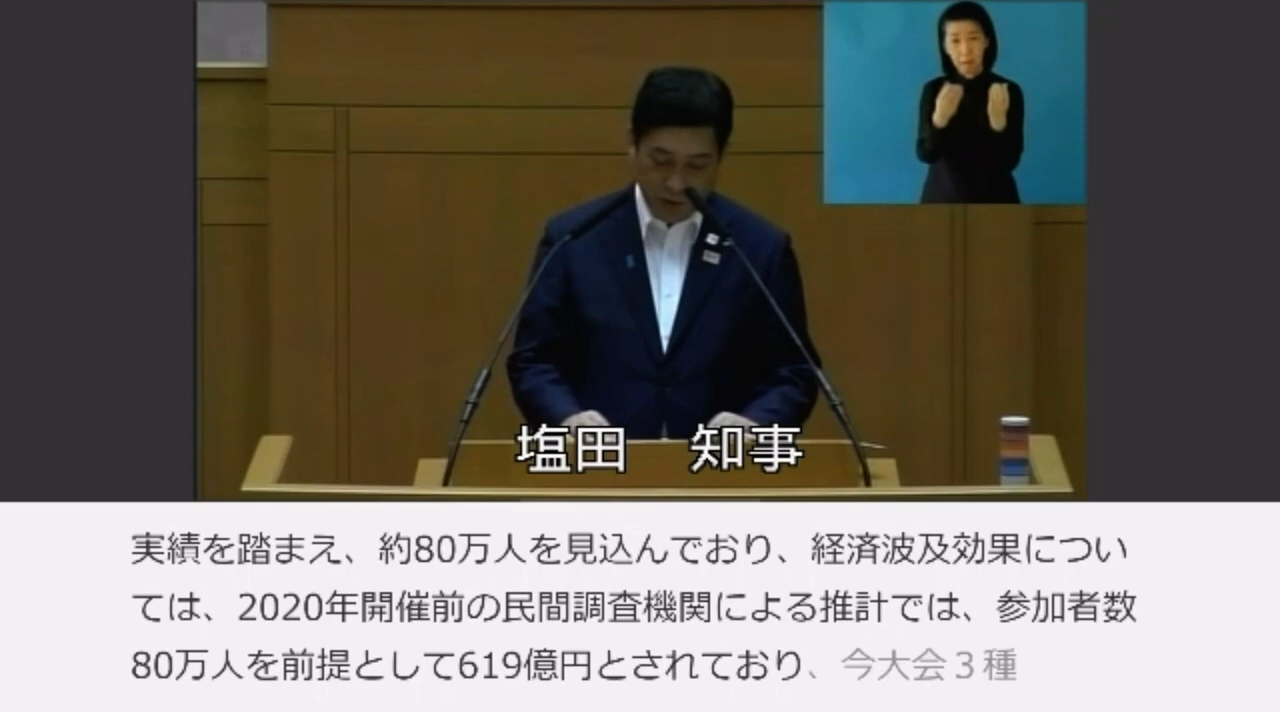 塩田　知事
実績を踏まえ、約80万人を見込んでおり、経済波及効果につい
ては、2020年開催前の民間調査機関による推計では、参加者数
80万人を前提として619億円とされており、今大会３種